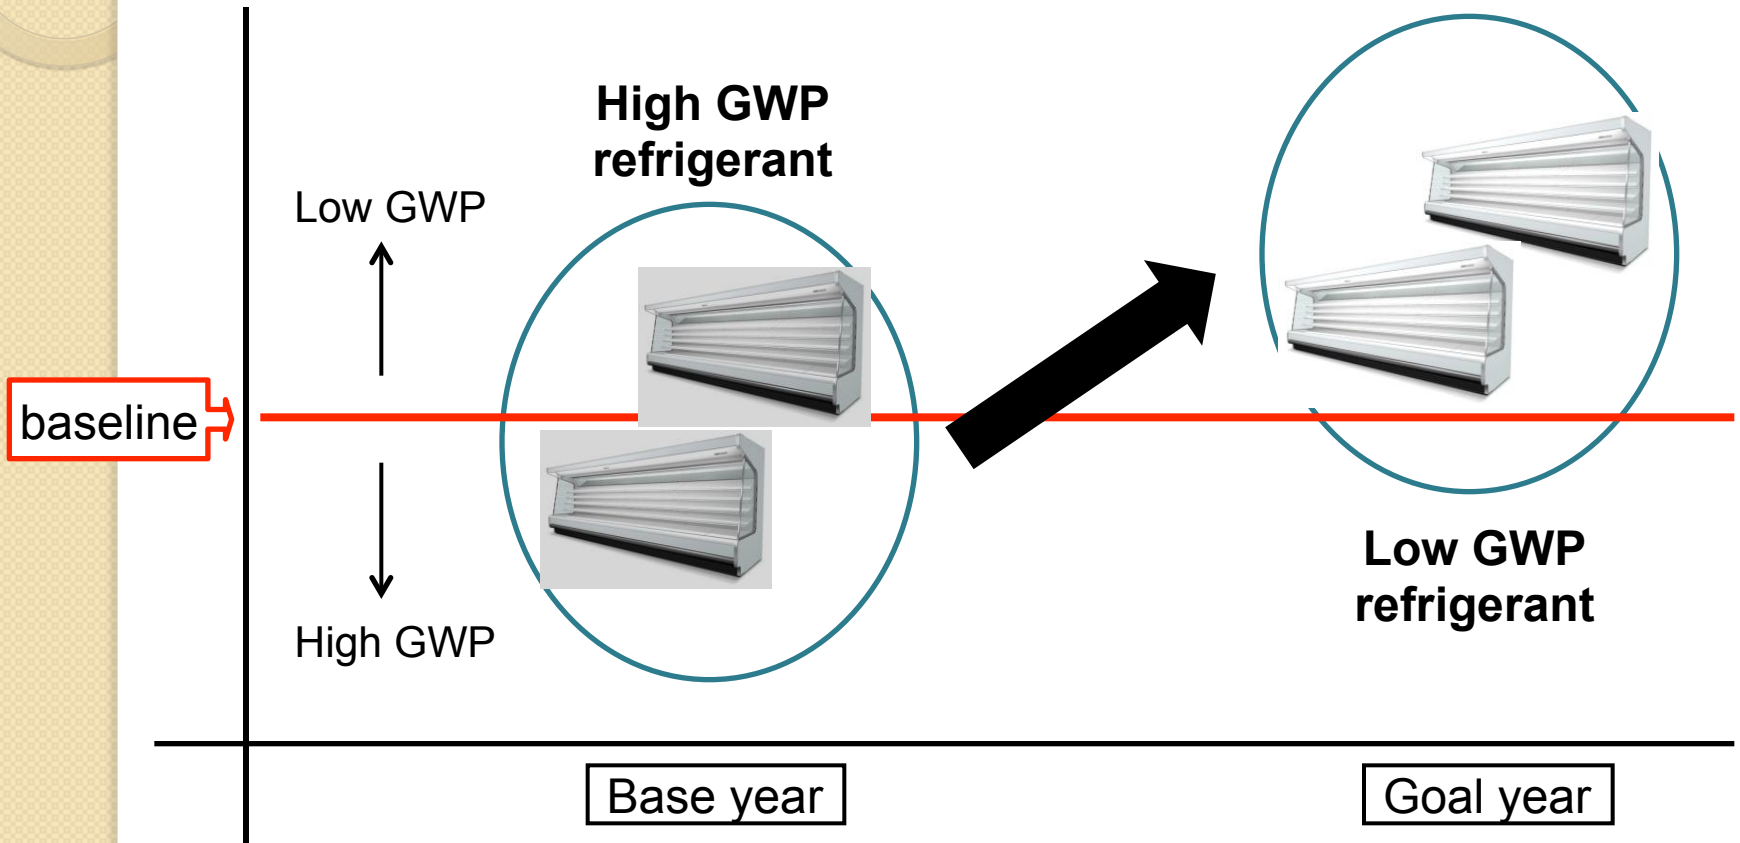 High GWP
refrigerant
Low GWP
baseline
High GWP
Low GWP
refrigerant
Base year
Goal year